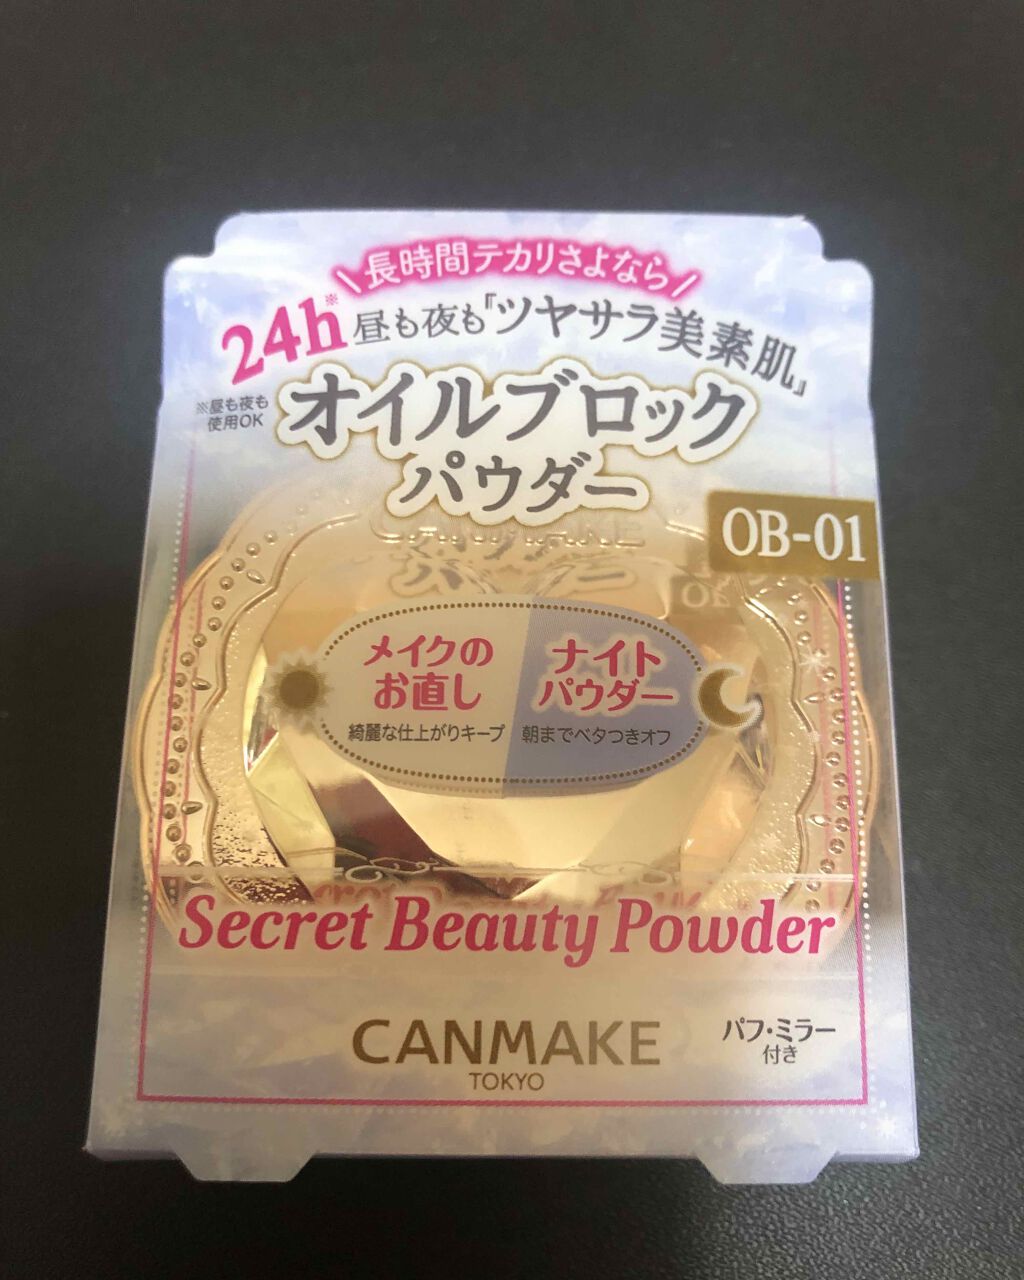 \長時間テカリさよなら/
24h※昼も夜も「ツヤサラ美素肌」
※昼も夜も
使用OK
オイルブロック
パウダー
CANMAKE
OB-01
メイクの
お直し
綺麗な仕上がりキープ
ナイト
パウダー
朝までベタつきオフ
Secret Beauty Powder
CANMAKE
TOKYO
パフ・ミラー
付き